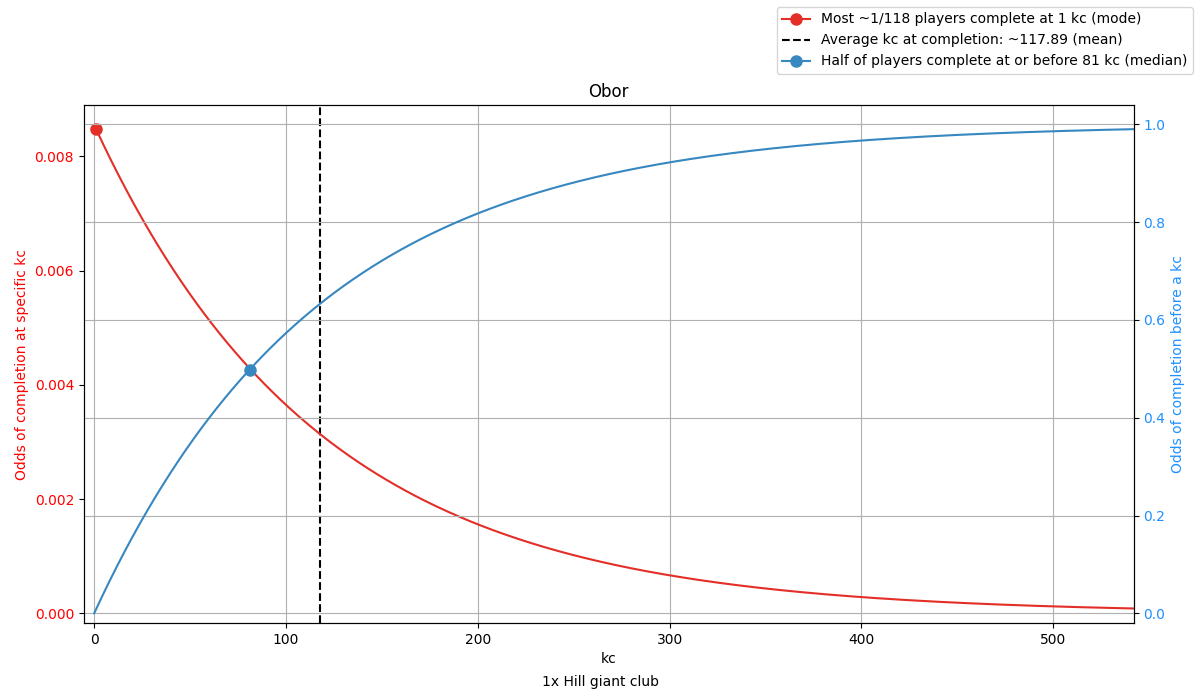 Most ~1/118 players complete at 1 kc (mode)
Average kc at completion: ~117.89 (mean)
Half of players complete at or before 81 kc (median)
Obor
Odds of completion at specific kc
0.008
0.006
0.004
0.002
0.000
1.0
0.8
0.6
0.4
0.2
0.0
Odds of completion before a kc
0 100 200 300 400 500
kc
1x Hill giant club